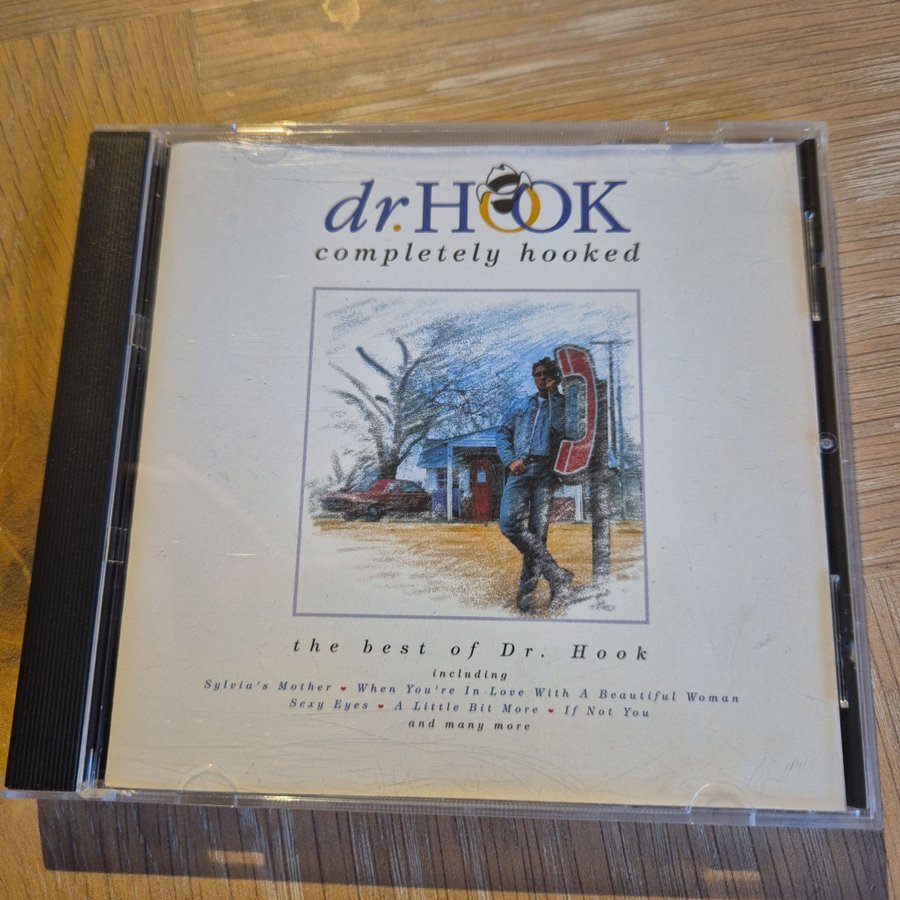 dr.HOOK
completely hooked
the best of Dr. Hook
including
Sylvia's Mother ♥ When You're In Love With A Beautiful Woman
Sexy Eyes ♥ A Little Bit More ♥ If Not You
and many more